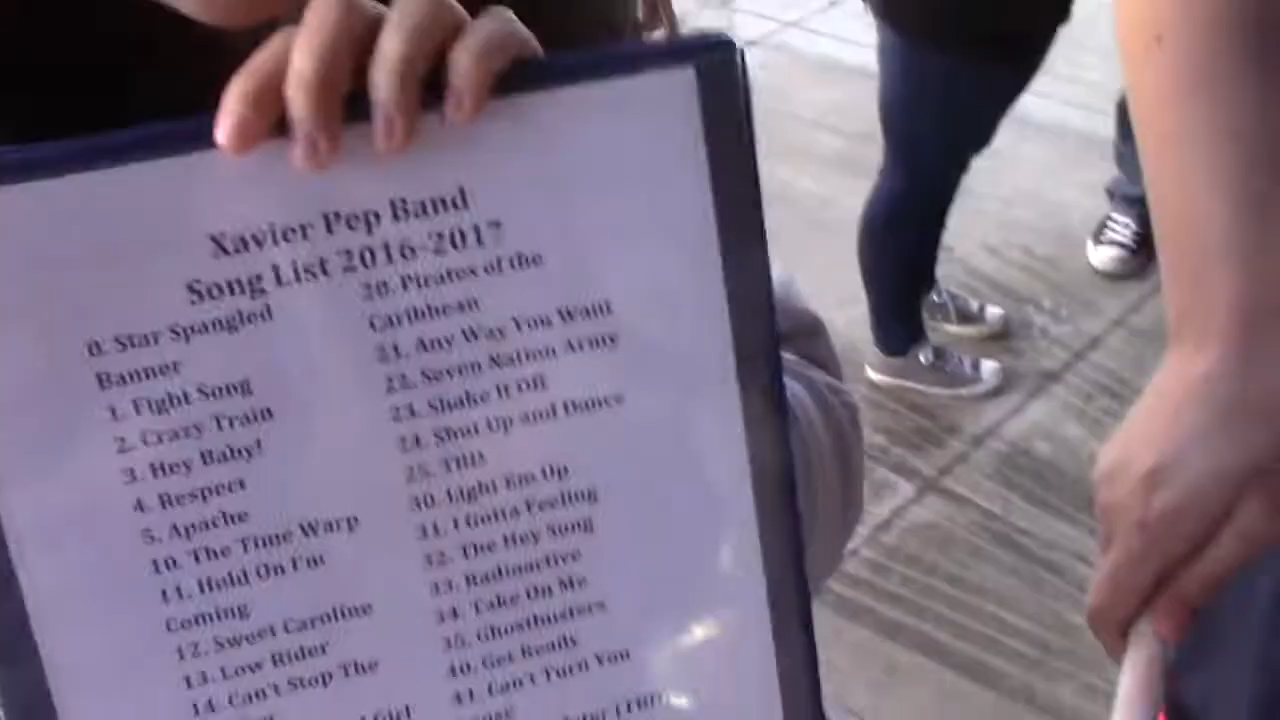 Xavier Pep Band
Song List 2016-2017
0. Star Spangled
Banner
1. Fight Song
2. Crazy Train
3. Hey Baby!
4. Respect
5. Apache
10. The Time Warp
11. Hold On I'm
Coming
12. Sweet Caroline
13. Low Rider
14. Can't Stop The
Girl
20. Pirates of the
Caribbean
21. Any Way You Want
22. Seven Nation Army
23. Shake It Off
24. Shut Up and Dance
25. TBD
30. Light Em Up
31. I Gotta Feeling
32. The Hey Song
33. Radioactive
34. Take On Me
35. Ghostbusters
40. Get Ready
41. Can't Turn You